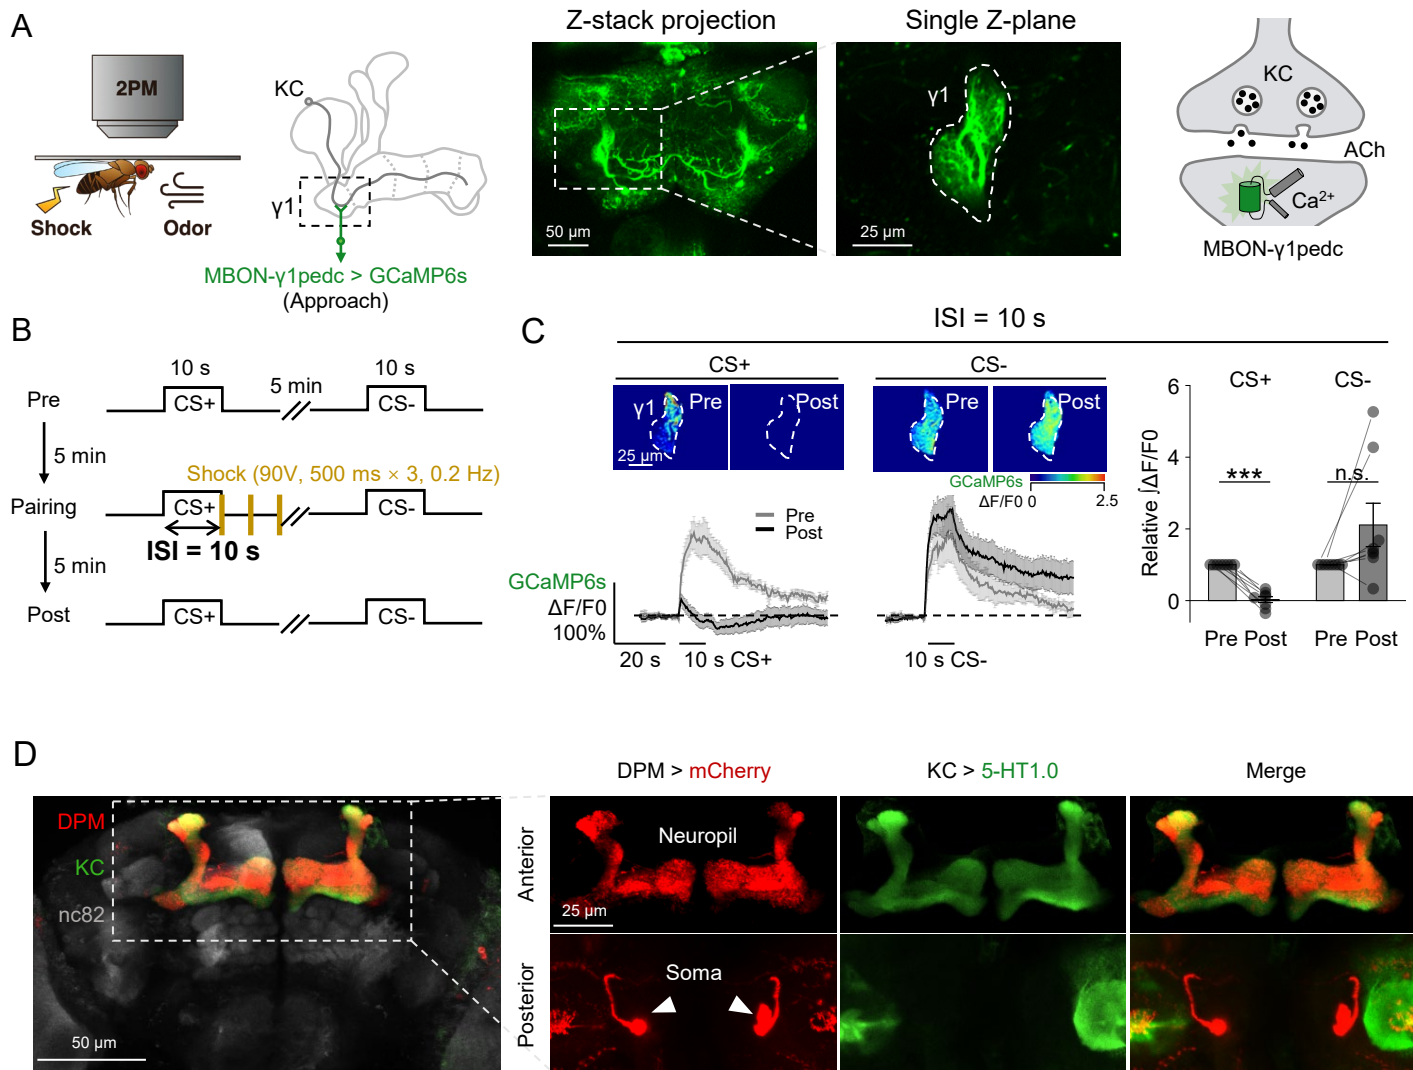 A
2PM
Shock
Odor
KC
γ1
MBON-γ1pedc > GCaMP6s
(Approach)
Z-stack projection
50 μm
Single Z-plane
γ1
25 μm
KC
ACh
Ca2+
MBON-γ1pedc
B
10 s
5 min
10 s
Pre
CS+
CS-
5 min
Shock (90V, 500 ms × 3, 0.2 Hz)
Pairing
CS+
CS-
ISI = 10 s
5 min
Post
CS+
CS-
C
ISI = 10 s
CS+
CS-
γ1
Pre
Post
25 μm
Pre
Post
GCaMP6s
ΔF/F0
0
2.5
Pre
Post
GCaMP6s
ΔF/F0
100%
20 s
10 s CS+
10 s CS-
Relative ∫ΔF/F0
6
4
2
0
CS+
CS-
***
n.s.
Pre
Post
Pre
Post
D
DPM
KC
nc82
50 μm
DPM > mCherry
KC > 5-HT1.0
Merge
Anterior
Neuropil
25 μm
Posterior
Soma